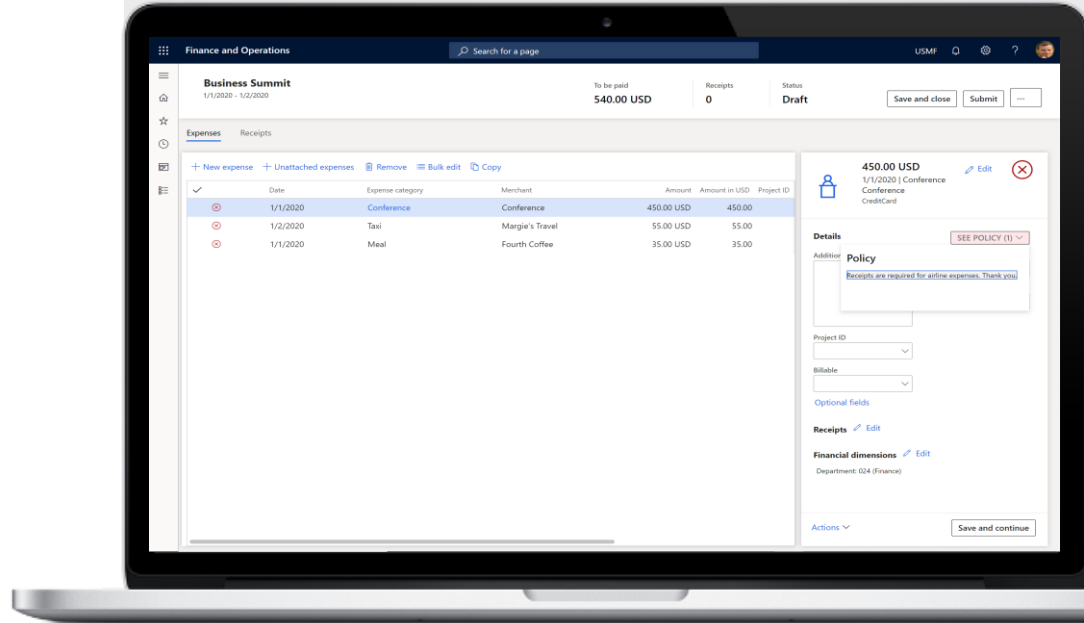 Finance and Operations
Search for a page
USMF
?
Business Summit
1/1/2020 - 1/2/2020
To be paid
540.00 USD
Receipts
0
Status
Draft
Save and close
Submit
...
Expenses
Receipts
+ New expense
+ Unattached expenses
Remove
Bulk edit
Copy
Date Expense category Merchant Amount Amount in USD Project ID
1/1/2020 Conference Conference 450.00 USD 450.00
1/2/2020 Taxi Margie's Travel 55.00 USD 55.00
1/1/2020 Meal Fourth Coffee 35.00 USD 35.00
450.00 USD
Edit
1/1/2020 | Conference
Conference
CreditCard
Details
SEE POLICY (1)
Addition
Policy
Receipts are required for airline expenses. Thank you.
Project ID
Billable
Optional fields
Receipts Edit
Financial dimensions Edit
Department: 024 (Finance)
Actions
Save and continue